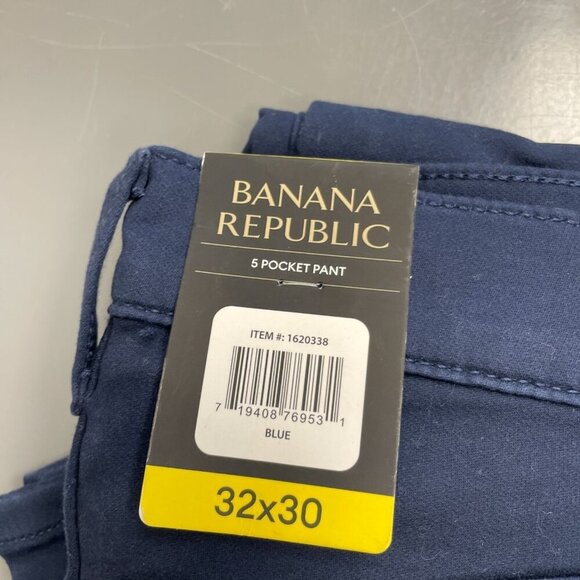 BANANA
REPUBLIC
5 POCKET PANT
ITEM #: 1620338
7 19408 76953 1
BLUE
32x30